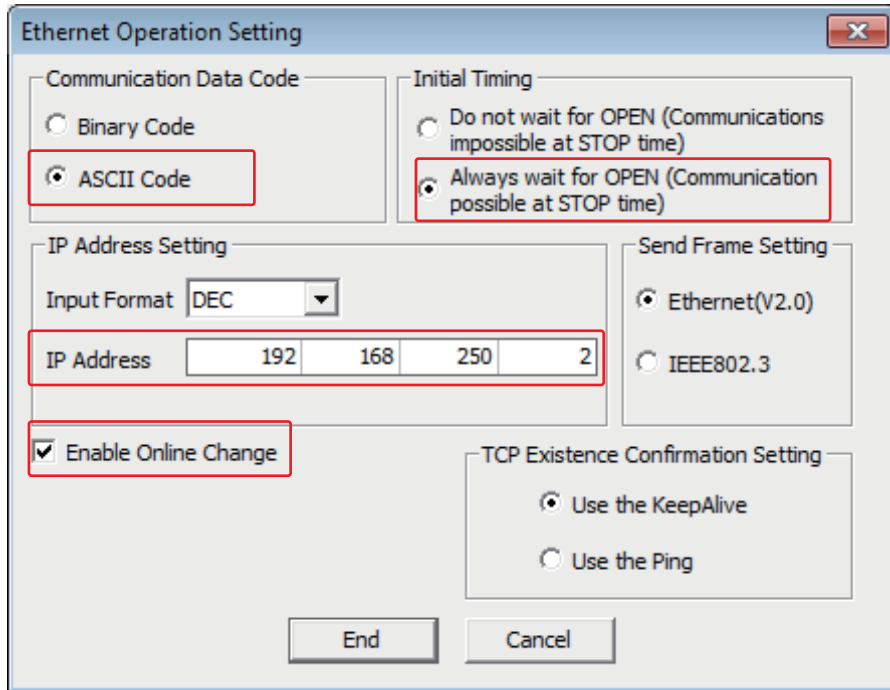 Ethernet Operation Setting
Communication Data Code
Binary Code
ASCII Code
Initial Timing
Do not wait for OPEN (Communications
impossible at STOP time)
Always wait for OPEN (Communication
possible at STOP time)
IP Address Setting
Input Format DEC
IP Address 192 168 250 2
Send Frame Setting
Ethernet(V2.0)
IEEE802.3
Enable Online Change
TCP Existence Confirmation Setting
Use the KeepAlive
Use the Ping
End Cancel